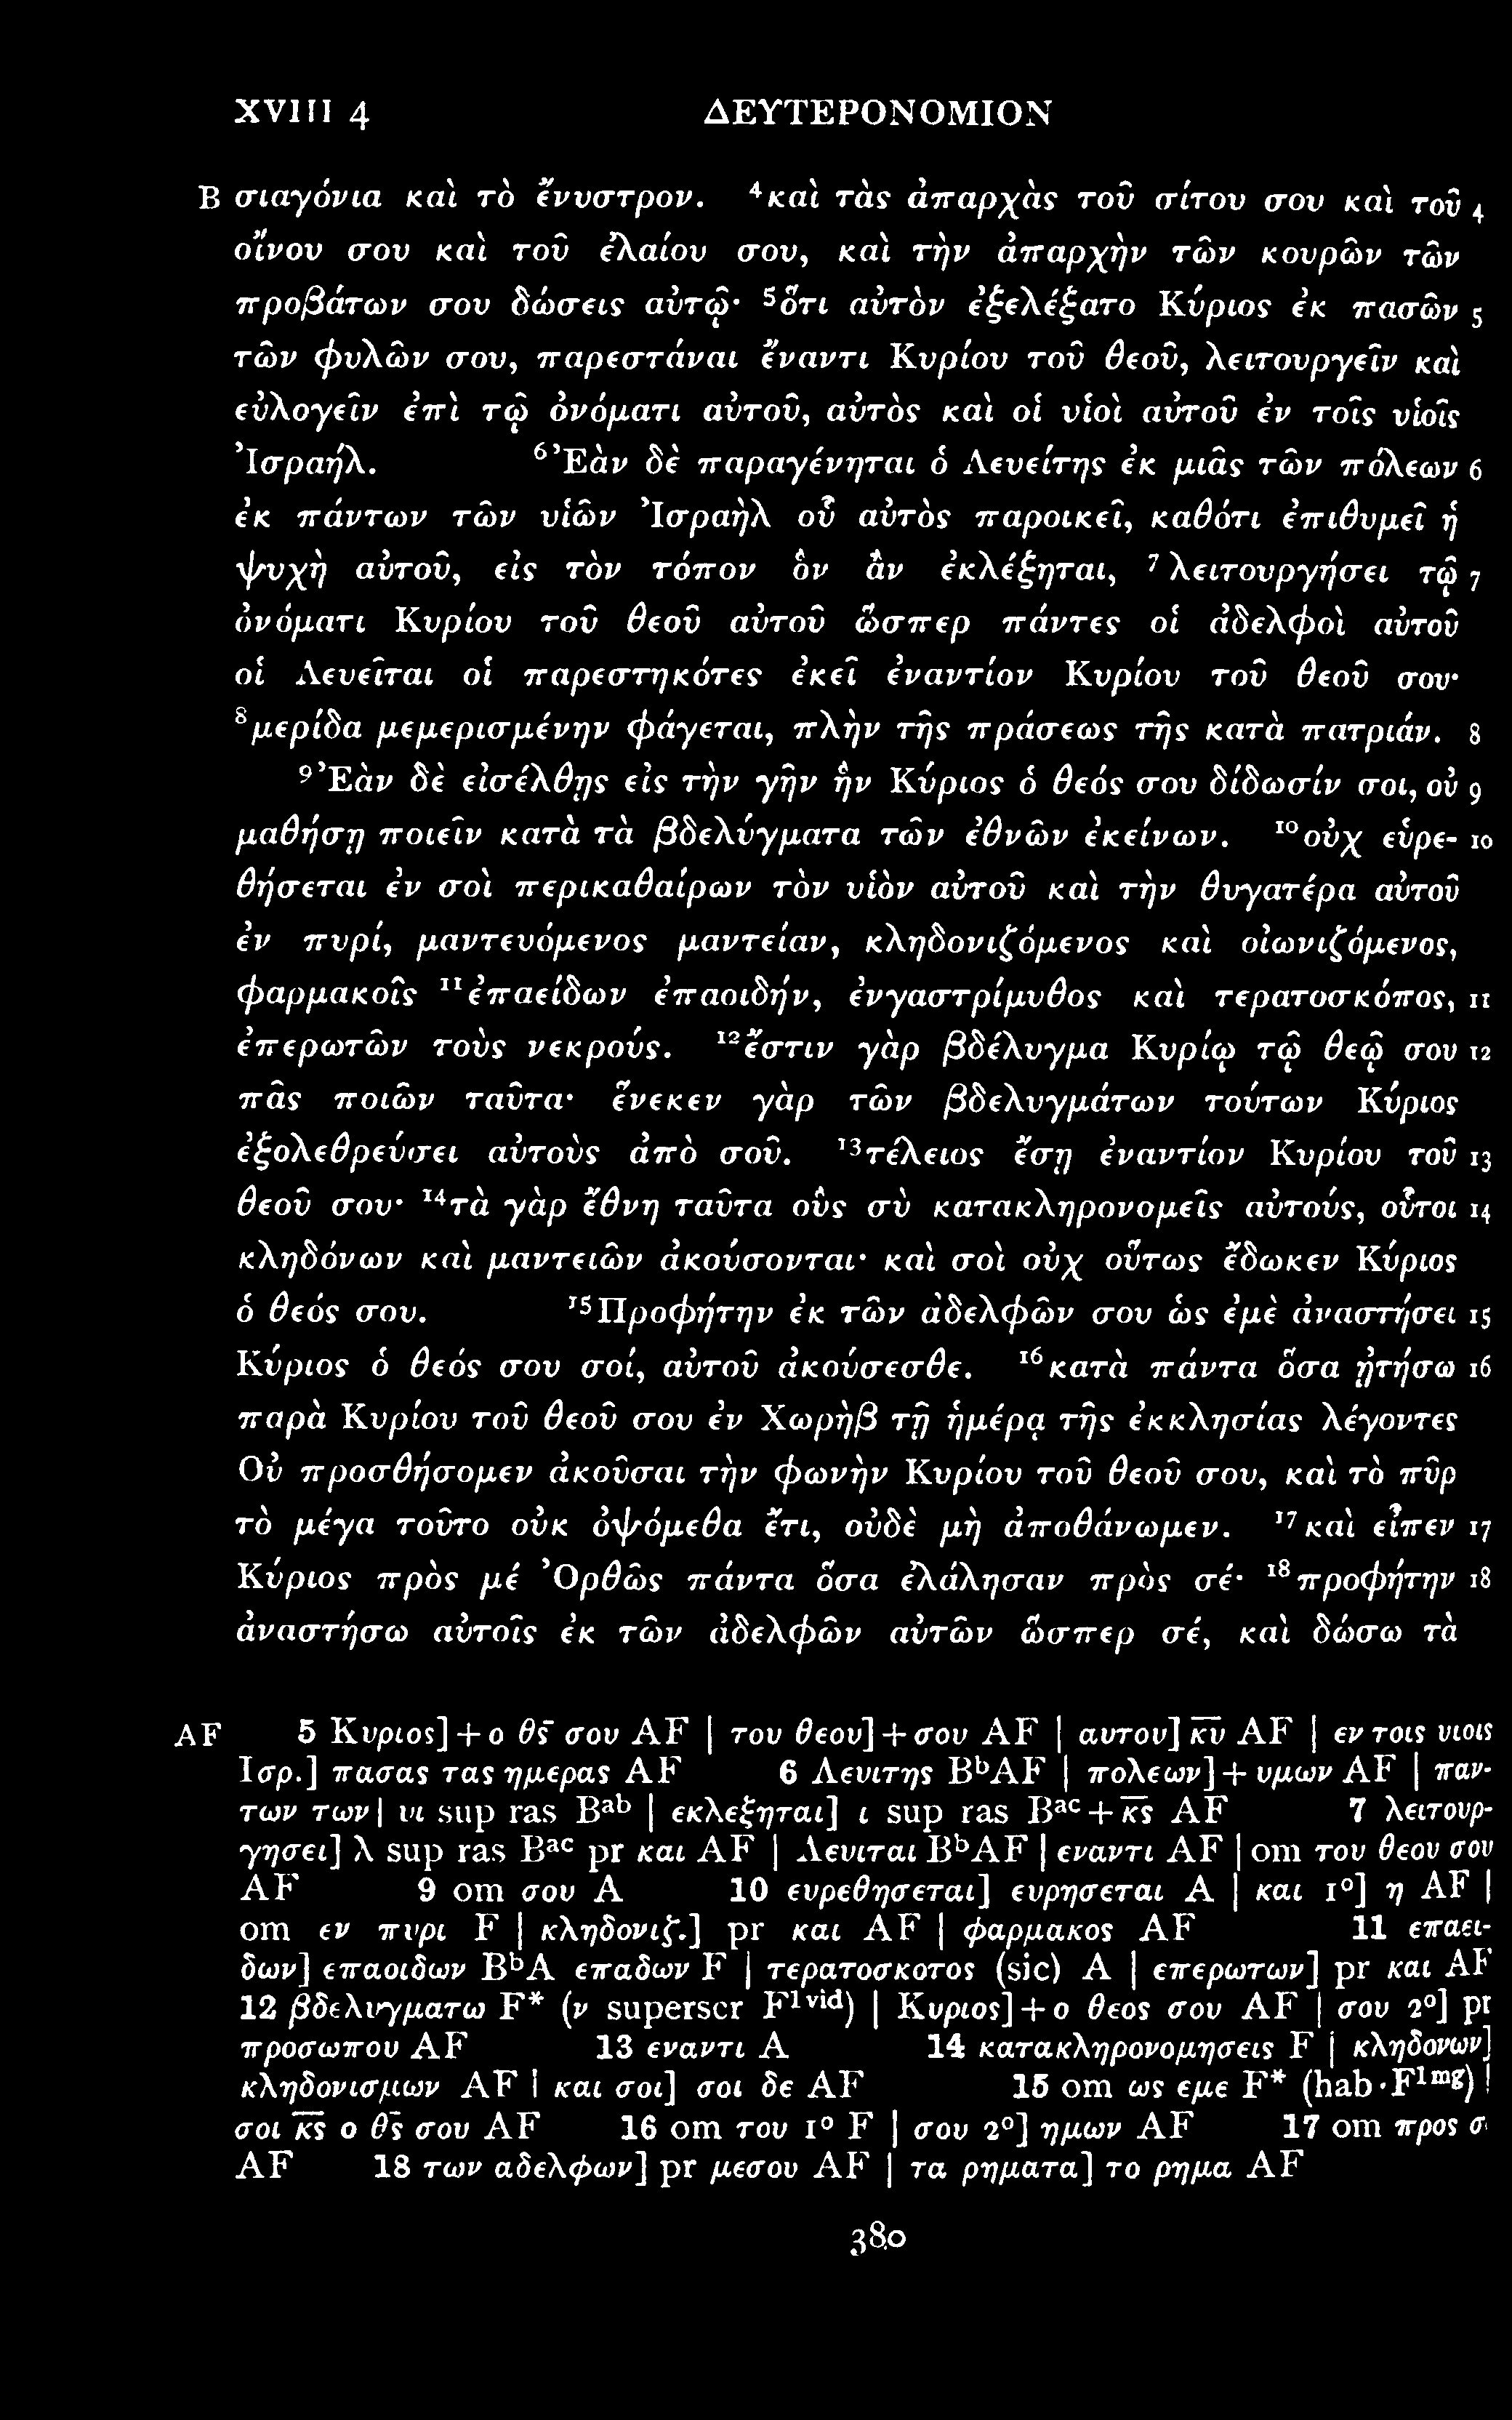 XVIII 4 ΔΕΥΤΕΡΟΝΟΜΙΟΝ
B σιαγόνια καὶ τὸ ἔνυστρον. ⁴καὶ τὰς ἀπαρχὰς τοῦ σίτου σου καὶ τοῦ 4
οἴνου σου καὶ τοῦ ἐλαίου σου, καὶ τὴν ἀπαρχὴν τῶν κουρῶν τῶν
προβάτων σου δώσεις αὐτῷ· ⁵ὅτι αὐτὸν ἐξελέξατο Κύριος ἐκ πασῶν 5
τῶν φυλῶν σου, παρεστάναι ἔναντι Κυρίου τοῦ θεοῦ, λειτουργεῖν καὶ
εὐλογεῖν ἐπὶ τῷ ὀνόματι αὐτοῦ, αὐτὸς καὶ οἱ υἱοὶ αὐτοῦ ἐν τοῖς υἱοῖς
Ἰσραήλ. ⁶Ἐὰν δὲ παραγένηται ὁ Λευείτης ἐκ μιᾶς τῶν πόλεων 6
ἐκ πάντων τῶν υἱῶν Ἰσραὴλ οὗ αὐτὸς παροικεῖ, καθότι ἐπιθυμεῖ ἡ
ψυχὴ αὐτοῦ, εἰς τὸν τόπον ὃν ἂν ἐκλέξηται, ⁷λειτουργήσει τῷ 7
ὀνόματι Κυρίου τοῦ θεοῦ αὐτοῦ ὥσπερ πάντες οἱ ἀδελφοὶ αὐτοῦ
οἱ Λευεῖται οἱ παρεστηκότες ἐκεῖ ἐναντίον Κυρίου τοῦ θεοῦ σου·
⁸μερίδα μεμερισμένην φάγεται, πλὴν τῆς πράσεως τῆς κατὰ πατριάν. 8
⁹Ἐὰν δὲ εἰσέλθῃς εἰς τὴν γῆν ἣν Κύριος ὁ θεός σου δίδωσίν σοι, οὐ 9
μαθήσῃ ποιεῖν κατὰ τὰ βδελύγματα τῶν ἐθνῶν ἐκείνων. ¹⁰οὐχ εὑρε- 10
θήσεται ἐν σοὶ περικαθαίρων τὸν υἱὸν αὐτοῦ καὶ τὴν θυγατέρα αὐτοῦ
ἐν πυρί, μαντευόμενος μαντείαν, κληδονιζόμενος καὶ οἰωνιζόμενος,
φαρμακοῖς ¹¹ἐπαείδων ἐπαοιδήν, ἐνγαστρίμυθος καὶ τερατοσκόπος, 11
ἐπερωτῶν τοὺς νεκρούς. ¹²ἔστιν γὰρ βδέλυγμα Κυρίῳ τῷ θεῷ σου 12
πᾶς ποιῶν ταῦτα· ἕνεκεν γὰρ τῶν βδελυγμάτων τούτων Κύριος
ἐξολεθρεύσει αὐτοὺς ἀπὸ σοῦ. ¹³τέλειος ἔσῃ ἐναντίον Κυρίου τοῦ 13
θεοῦ σου· ¹⁴τὰ γὰρ ἔθνη ταῦτα οὓς σὺ κατακληρονομεῖς αὐτούς, οὗτοι 14
κληδόνων καὶ μαντειῶν ἀκούσονται· καὶ σοὶ οὐχ οὕτως ἔδωκεν Κύριος
ὁ θεός σου. ¹⁵Προφήτην ἐκ τῶν ἀδελφῶν σου ὡς ἐμὲ ἀναστήσει 15
Κύριος ὁ θεός σου σοί, αὐτοῦ ἀκούσεσθε. ¹⁶κατὰ πάντα ὅσα ᾐτήσω 16
παρὰ Κυρίου τοῦ θεοῦ σου ἐν Χωρὴβ τῇ ἡμέρᾳ τῆς ἐκκλησίας λέγοντες
Οὐ προσθήσομεν ἀκοῦσαι τὴν φωνὴν Κυρίου τοῦ θεοῦ σου, καὶ τὸ πῦρ
τὸ μέγα τοῦτο οὐκ ὀψόμεθα ἔτι, οὐδὲ μὴ ἀποθάνωμεν. ¹⁷καὶ εἶπεν 17
Κύριος πρὸς μέ Ὀρθῶς πάντα ὅσα ἐλάλησαν πρὸς σέ· ¹⁸προφήτην 18
ἀναστήσω αὐτοῖς ἐκ τῶν ἀδελφῶν αὐτῶν ὥσπερ σέ, καὶ δώσω τὰ
AF 5 Κυριος]+ο θς̅ σου AF | του θεου]+σου AF | αυτου] κ̅υ̅ AF | εν τοις υιοις
Ισρ.] πασας τας ημερας AF 6 Λευιτης BᵇAF | πολεων]+υμων AF | παν-
των των| υι sup ras Bᵃᵇ | εκλεξηται] ι sup ras Bᵃᶜ+κ̅ς̅ AF 7 λειτουρ-
γησει] λ sup ras Bᵃᶜ pr και AF | Λευιται BᵇAF | εναντι AF | om του θεου σου
AF 9 om σου A 10 ευρεθησεται] ευρησεται A | και 1°] η AF |
om εν πυρι F | κληδονιζ.] pr και AF | φαρμακος AF 11 επαει-
δων] επαοιδων BᵇA επαδων F | τερατοσκοτος (sic) A | επερωτων] pr και AF
12 βδελυγματω F* (ν superscr F¹ᵛⁱᵈ) | Κυριος]+ο θεος σου AF | σου 2°] pr
προσωπου AF 13 εναντι A 14 κατακληρονομησεις F | κληδονων]
κληδονισμων AF | και σοι] σοι δε AF 15 om ως εμε F* (hab F¹ᵐᵍ) |
σοι κ̅ς̅ ο θ̅ς̅ σου AF 16 om του 1° F | σου 2°] ημων AF 17 om προς
AF 18 των αδελφων] pr μεσου AF | τα ρηματα] το ρημα AF
380